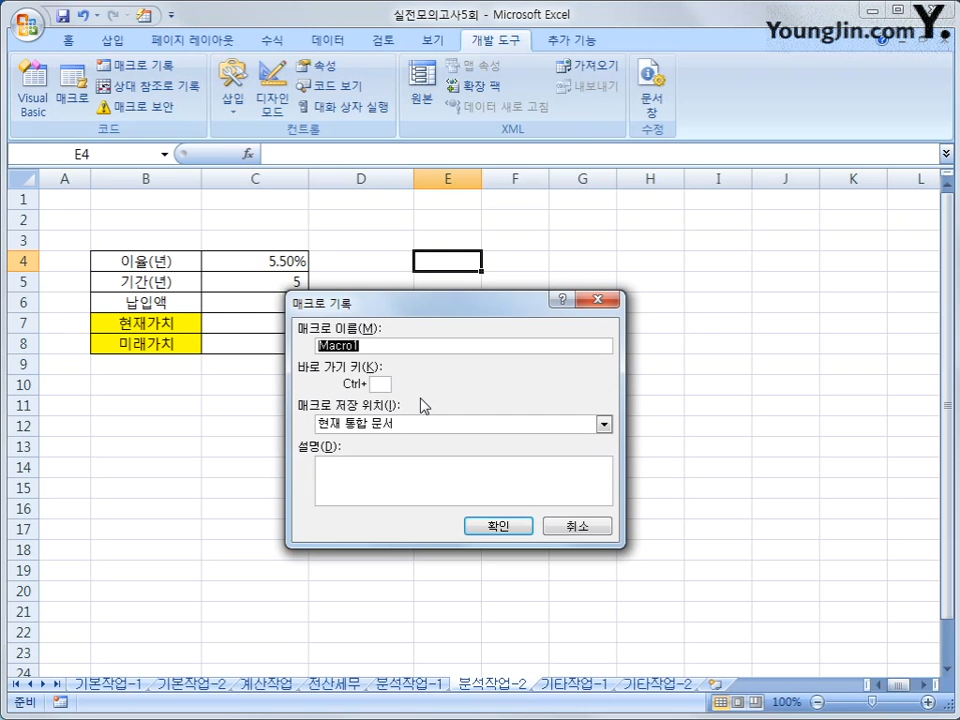 실전모의고사5회 - Microsoft Excel
YoungJin.com Y.
홈 삽입 페이지 레이아웃 수식 데이터 검토 보기 개발 도구 추가 기능
Visual Basic
매크로
매크로 기록
상대 참조로 기록
매크로 보안
코드
삽입
디자인 모드
속성
코드 보기
대화 상자 실행
컨트롤
원본
맵 속성
확장 팩
데이터 새로 고침
가져오기
내보내기
XML
문서 창
수정
E4 fx
A B C D E F G H I J K L
1
2
3
4 이율(년) 5.50%
5 기간(년) 5
6 납입액
7 현재가치
8 미래가치
9
10
11
12
13
14
15
16
17
18
19
20
21
22
23
24
매크로 기록
매크로 이름(M):
Macro1
바로 가기 키(K):
Ctrl+
매크로 저장 위치(I):
현재 통합 문서
설명(D):
확인 취소
기본작업-1 기본작업-2 계산작업 전산세무 분석작업-1 분석작업-2 기타작업-1 기타작업-2
준비 100%